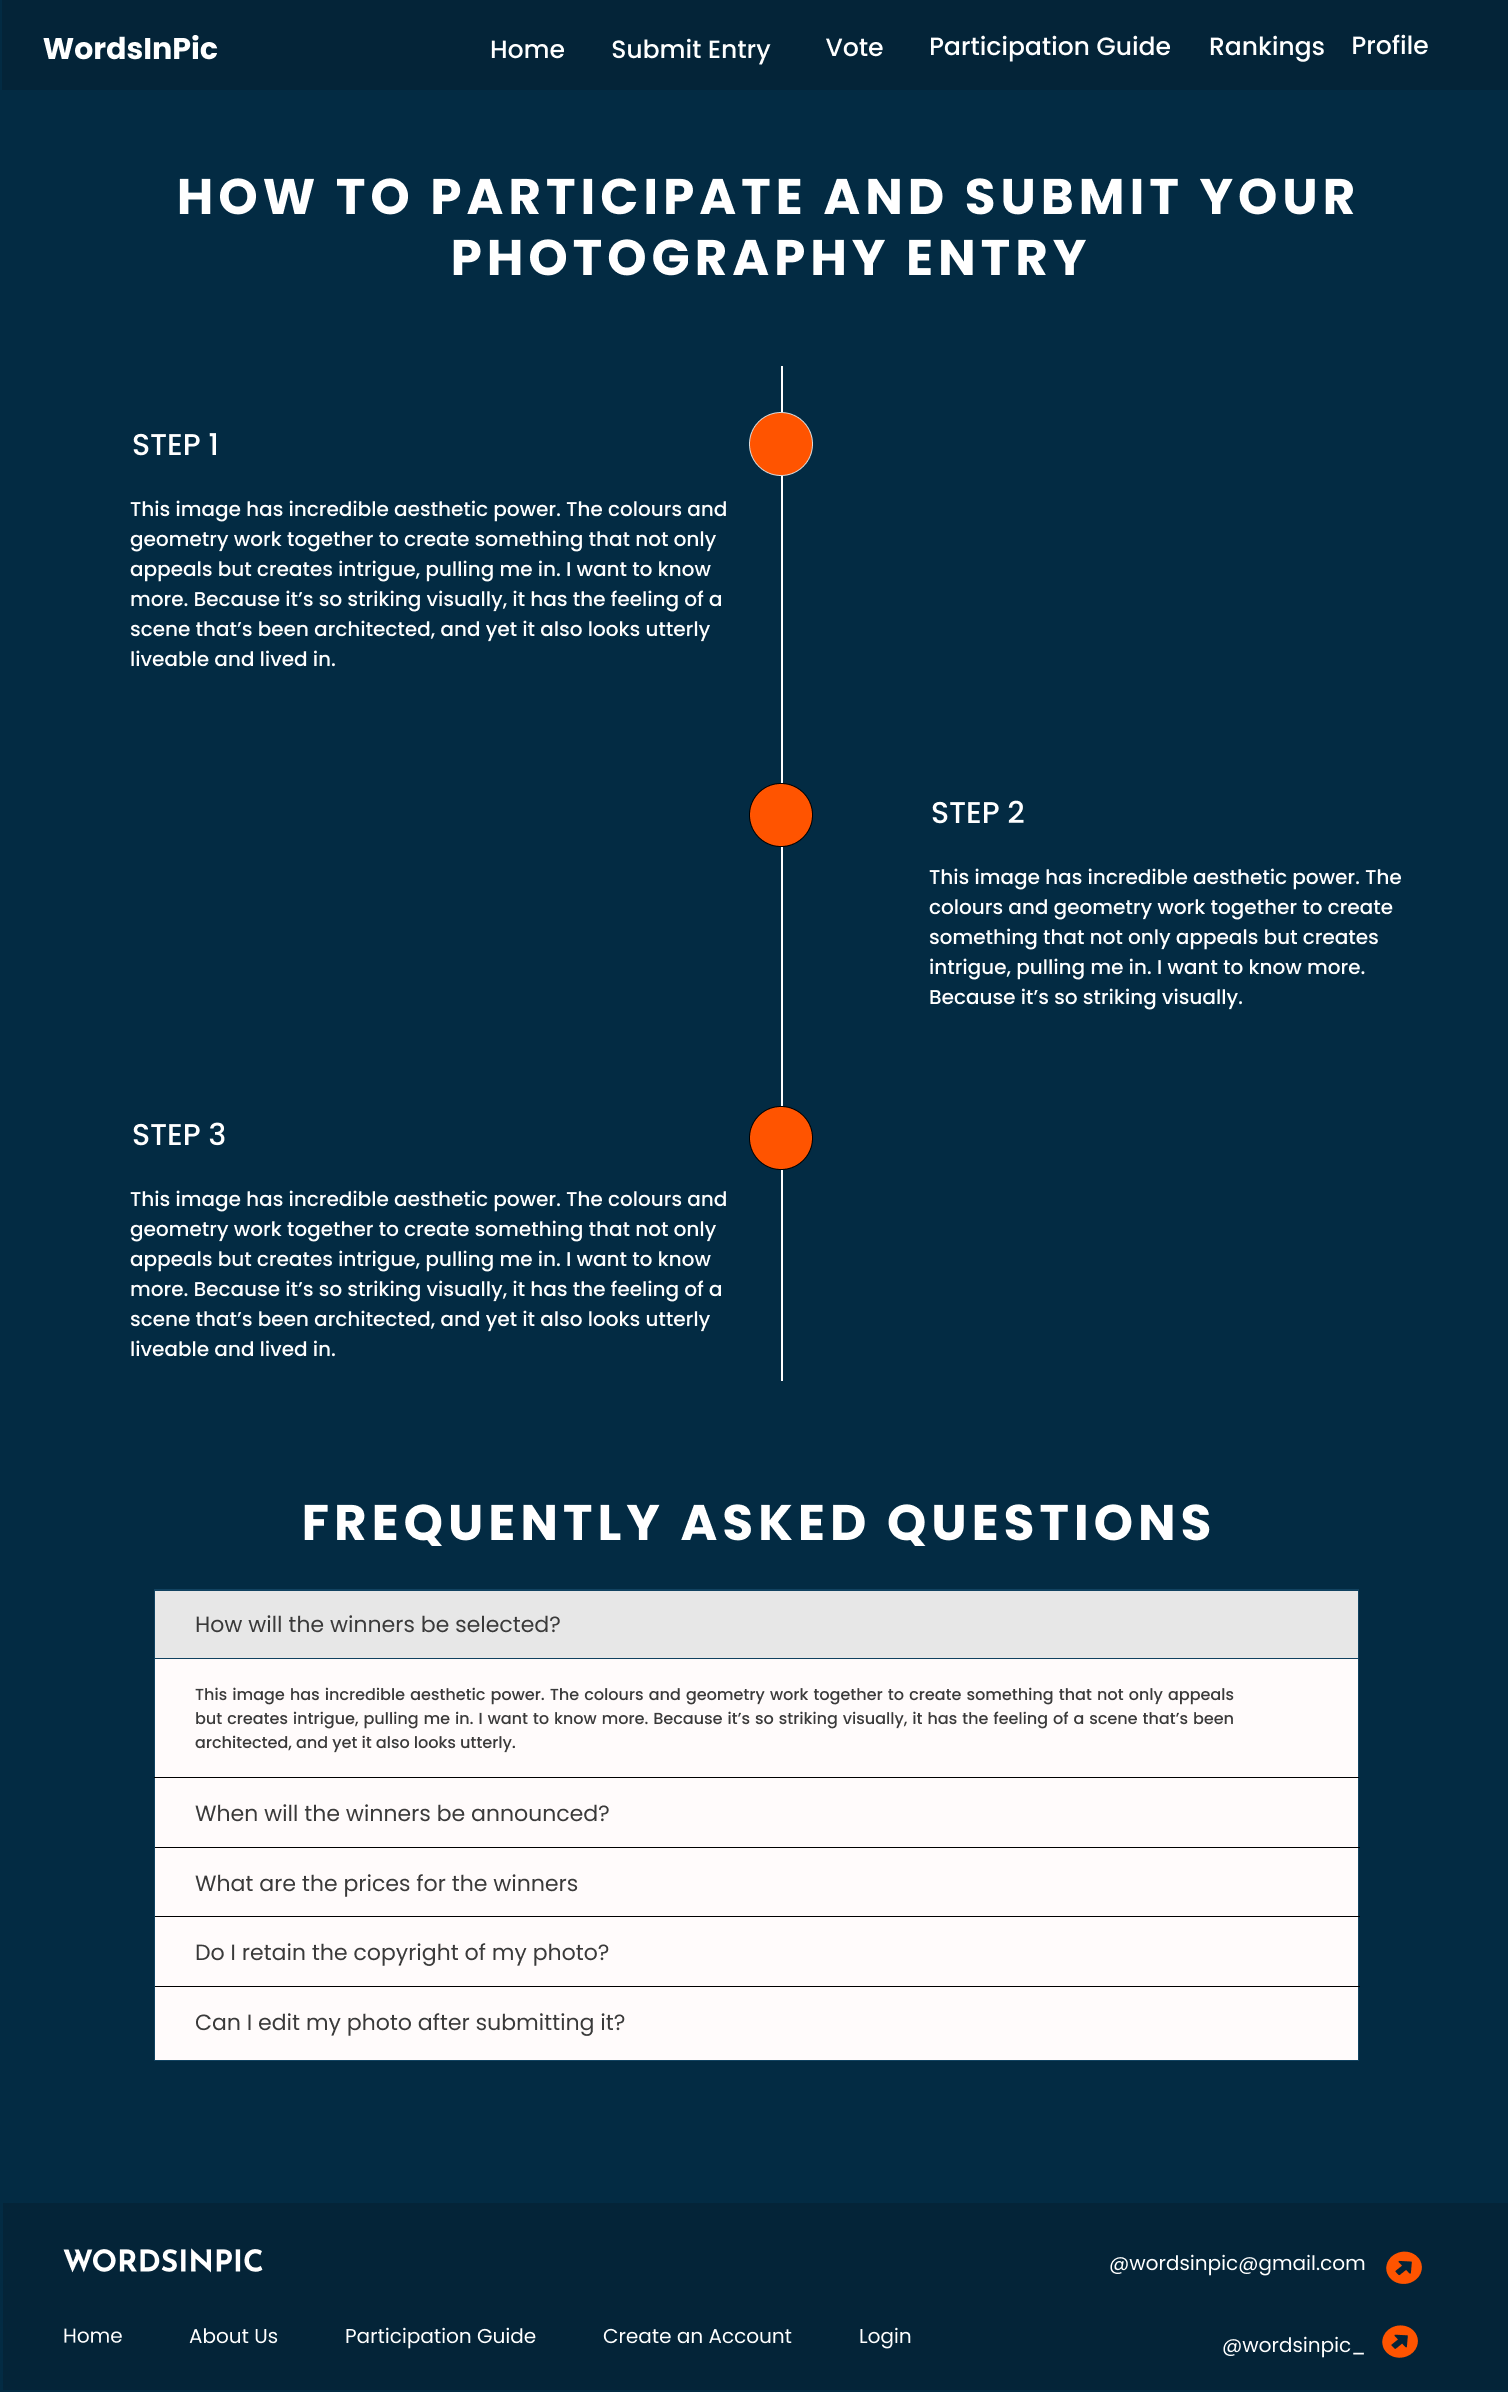 WordsInPic
Home
Submit Entry
Vote
Participation Guide
Rankings
Profile
HOW TO PARTICIPATE AND SUBMIT YOUR
PHOTOGRAPHY ENTRY
STEP 1
This image has incredible aesthetic power. The colours and
geometry work together to create something that not only
appeals but creates intrigue, pulling me in. I want to know
more. Because it’s so striking visually, it has the feeling of a
scene that’s been architected, and yet it also looks utterly
liveable and lived in.
STEP 2
This image has incredible aesthetic power. The
colours and geometry work together to create
something that not only appeals but creates
intrigue, pulling me in. I want to know more.
Because it’s so striking visually.
STEP 3
This image has incredible aesthetic power. The colours and
geometry work together to create something that not only
appeals but creates intrigue, pulling me in. I want to know
more. Because it’s so striking visually, it has the feeling of a
scene that’s been architected, and yet it also looks utterly
liveable and lived in.
FREQUENTLY ASKED QUESTIONS
How will the winners be selected?
This image has incredible aesthetic power. The colours and geometry work together to create something that not only appeals
but creates intrigue, pulling me in. I want to know more. Because it’s so striking visually, it has the feeling of a scene that’s been
architected, and yet it also looks utterly.
When will the winners be announced?
What are the prices for the winners
Do I retain the copyright of my photo?
Can I edit my photo after submitting it?
WORDSINPIC
@wordsinpic@gmail.com
Home
About Us
Participation Guide
Create an Account
Login
@wordsinpic_